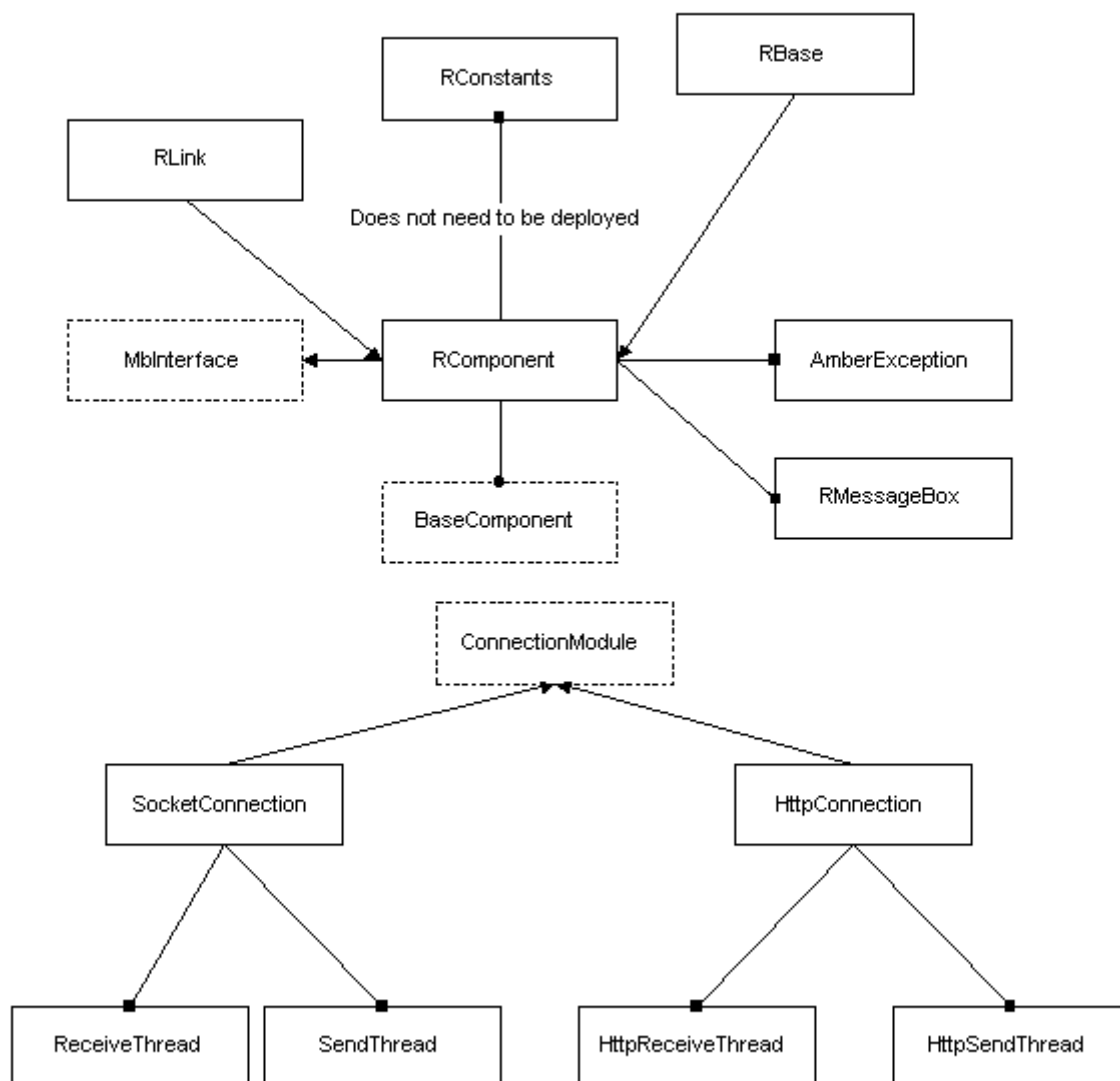 RConstants
RBase
RLink
Does not need to be deployed
MbInterface
RComponent
AmberException
BaseComponent
RMessageBox
ConnectionModule
SocketConnection
HttpConnection
ReceiveThread
SendThread
HttpReceiveThread
HttpSendThread